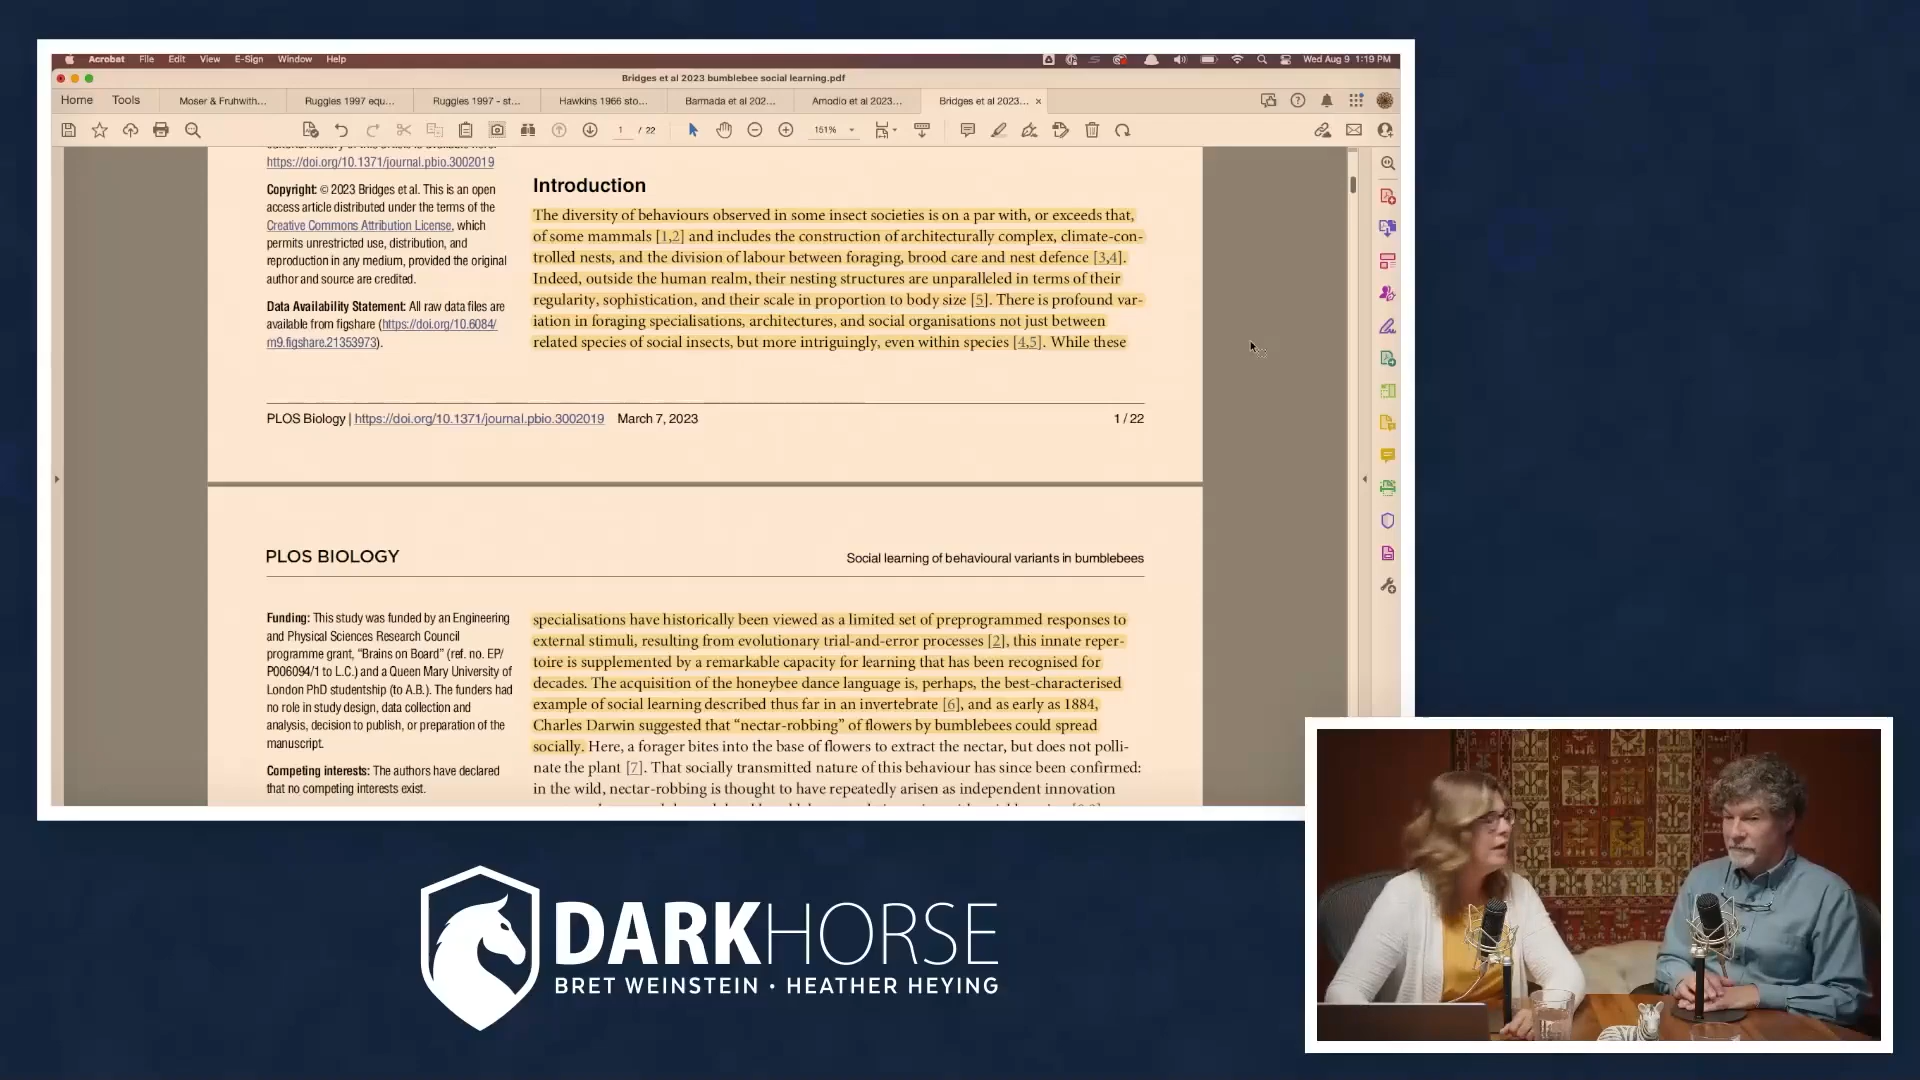 Acrobat File Edit View E-Sign Window Help Wed Aug 9 1:19 PM
Bridges et al 2023 bumblebee social learning.pdf
Home Tools Moser & Fruhwith... Ruggles 1997 equ... Ruggles 1997 - st... Hawkins 1966 sto... Barmada et al 202... Amodio et al 2023... Bridges et al 2023... ×
1 / 22 151%
https://doi.org/10.1371/journal.pbio.3002019
Copyright: © 2023 Bridges et al. This is an open
access article distributed under the terms of the
Creative Commons Attribution License, which
permits unrestricted use, distribution, and
reproduction in any medium, provided the original
author and source are credited.
Data Availability Statement: All raw data files are
available from figshare (https://doi.org/10.6084/
m9.figshare.21353973).
Introduction
The diversity of behaviours observed in some insect societies is on a par with, or exceeds that,
of some mammals [1,2] and includes the construction of architecturally complex, climate-con-
trolled nests, and the division of labour between foraging, brood care and nest defence [3,4].
Indeed, outside the human realm, their nesting structures are unparalleled in terms of their
regularity, sophistication, and their scale in proportion to body size [5]. There is profound var-
iation in foraging specialisations, architectures, and social organisations not just between
related species of social insects, but more intriguingly, even within species [4,5]. While these
PLOS Biology | https://doi.org/10.1371/journal.pbio.3002019 March 7, 2023 1 / 22
PLOS BIOLOGY Social learning of behavioural variants in bumblebees
Funding: This study was funded by an Engineering
and Physical Sciences Research Council
programme grant, “Brains on Board” (ref. no. EP/
P006094/1 to L.C.) and a Queen Mary University of
London PhD studentship (to A.B.). The funders had
no role in study design, data collection and
analysis, decision to publish, or preparation of the
manuscript.
Competing interests: The authors have declared
that no competing interests exist.
specialisations have historically been viewed as a limited set of preprogrammed responses to
external stimuli, resulting from evolutionary trial-and-error processes [2], this innate reper-
toire is supplemented by a remarkable capacity for learning that has been recognised for
decades. The acquisition of the honeybee dance language is, perhaps, the best-characterised
example of social learning described thus far in an invertebrate [6], and as early as 1884,
Charles Darwin suggested that “nectar-robbing” of flowers by bumblebees could spread
socially. Here, a forager bites into the base of flowers to extract the nectar, but does not polli-
nate the plant [7]. That socially transmitted nature of this behaviour has since been confirmed:
in the wild, nectar-robbing is thought to have repeatedly arisen as independent innovation
DARKHORSE
BRET WEINSTEIN • HEATHER HEYING